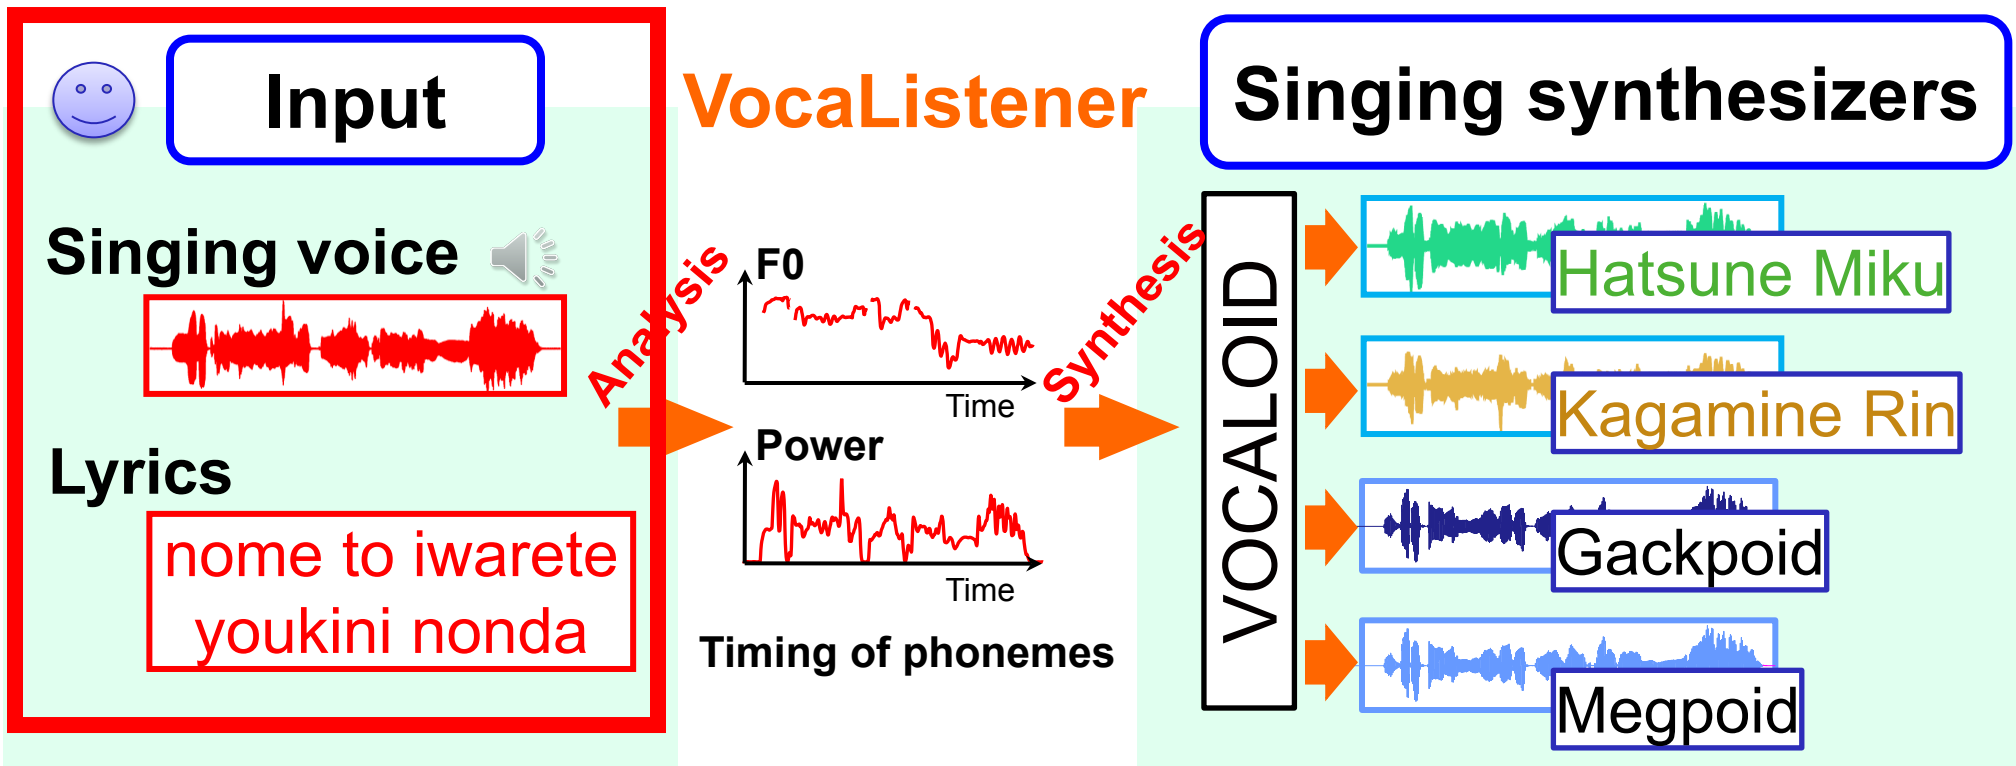 Input
Singing voice
Lyrics
nome to iwarete
youkini nonda
VocaListener
Analysis
F0
Time
Power
Time
Timing of phonemes
Synthesis
Singing synthesizers
VOCALOID
Hatsune Miku
Kagamine Rin
Gackpoid
Megpoid